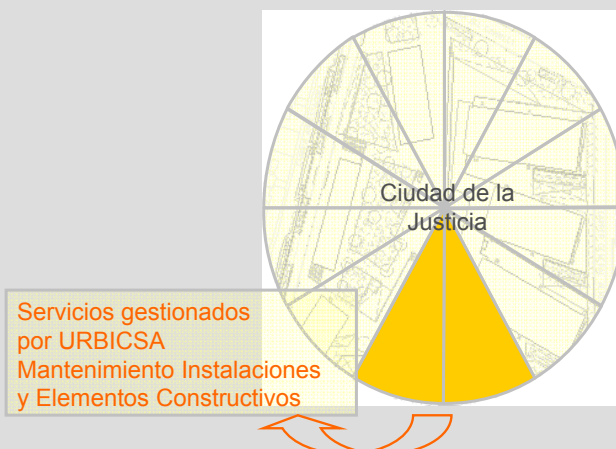 Ciudad de la
Justicia
Servicios gestionados
por URBICSA
Mantenimiento Instalaciones
y Elementos Constructivos